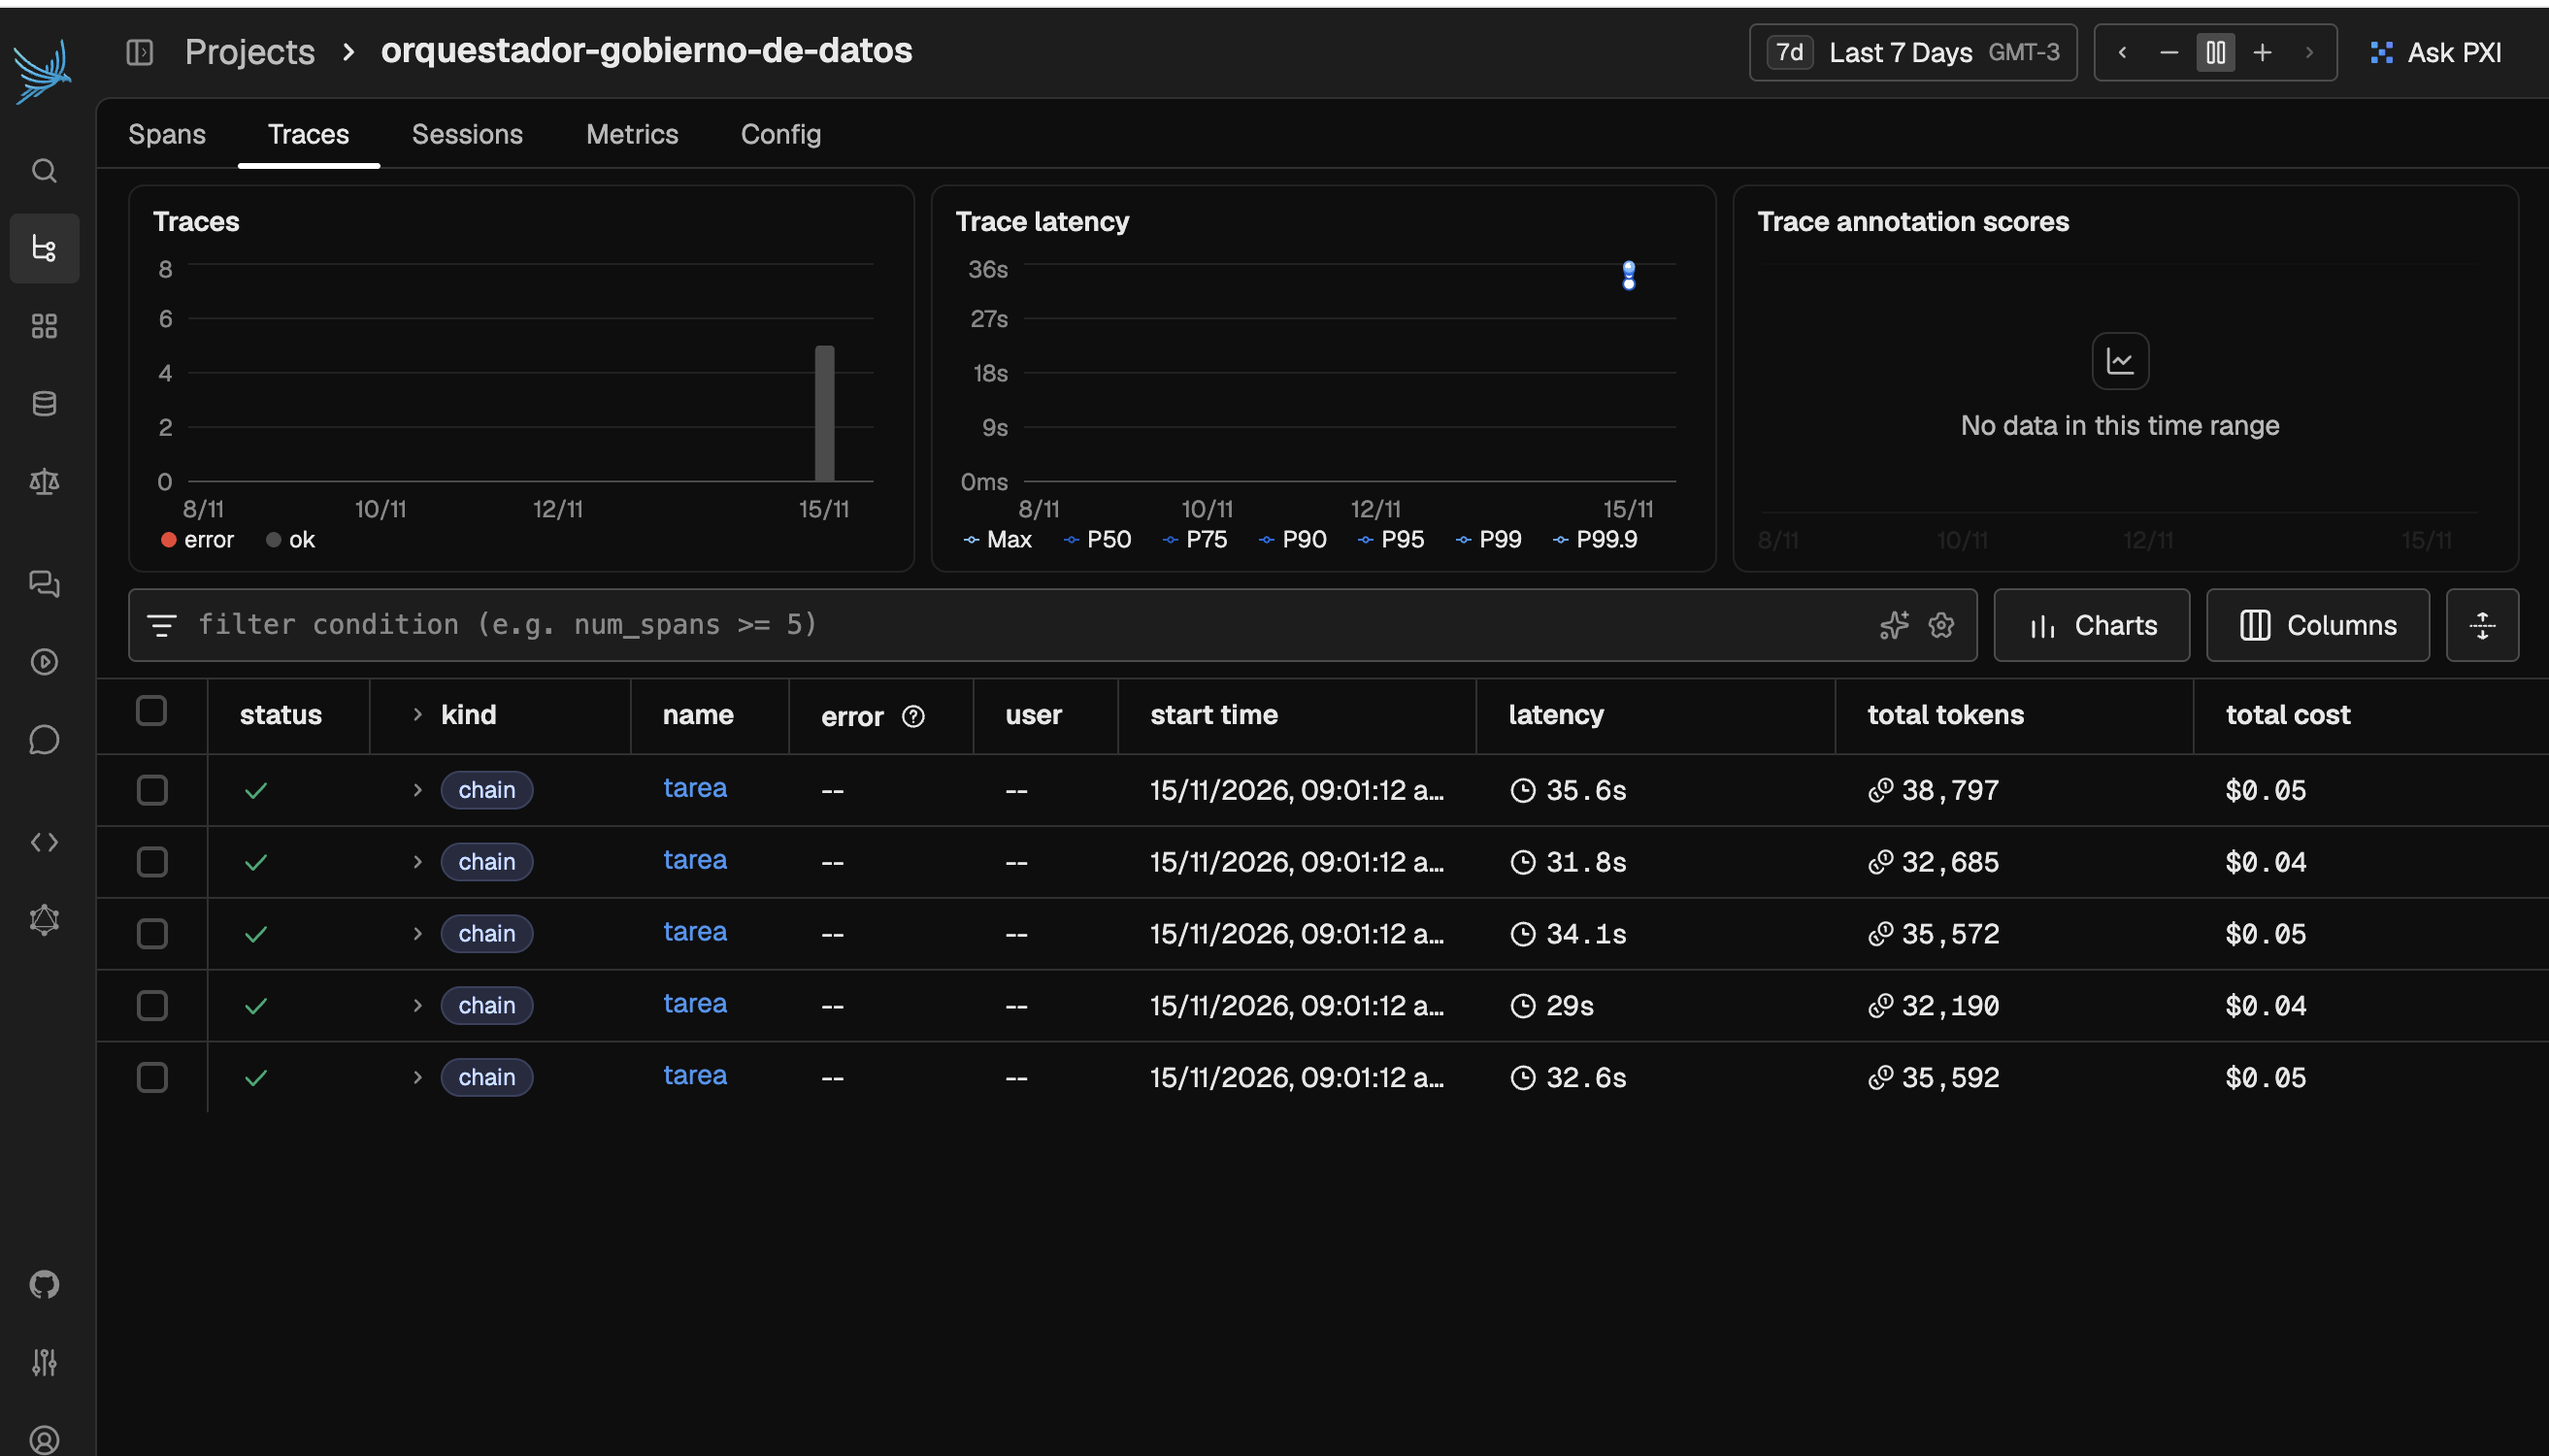 Projects › orquestador-gobierno-de-datos
7d Last 7 Days GMT-3
Ask PXI
Spans Traces Sessions Metrics Config
Traces
8
6
4
2
0
8/11 10/11 12/11 15/11
error ok
Trace latency
36s
27s
18s
9s
0ms
8/11 10/11 12/11 15/11
Max P50 P75 P90 P95 P99 P99.9
Trace annotation scores
No data in this time range
8/11 10/11 12/11 15/11
filter condition (e.g. num_spans >= 5)
Charts
Columns
status kind name error user start time latency total tokens total cost
chain tarea -- -- 15/11/2026, 09:01:12 a... 35.6s 38,797 $0.05
chain tarea -- -- 15/11/2026, 09:01:12 a... 31.8s 32,685 $0.04
chain tarea -- -- 15/11/2026, 09:01:12 a... 34.1s 35,572 $0.05
chain tarea -- -- 15/11/2026, 09:01:12 a... 29s 32,190 $0.04
chain tarea -- -- 15/11/2026, 09:01:12 a... 32.6s 35,592 $0.05